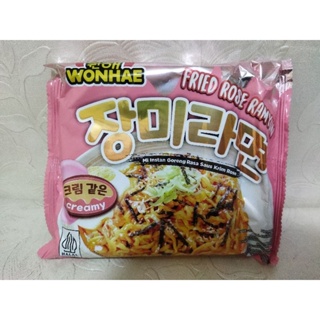 원해
WONHAE
FRIED ROSE
장미라면
Mi Instan Goreng Rasa Saus Krim Rose
크림 같은
creamy